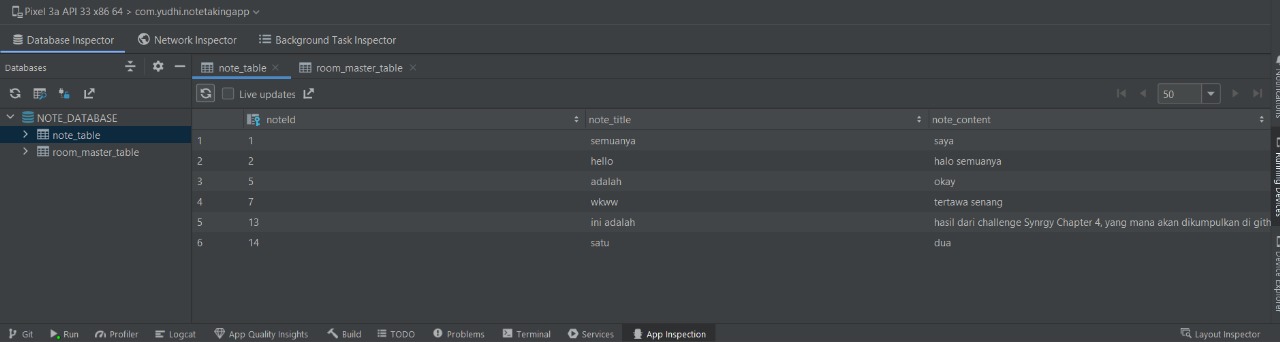 Pixel 3a API 33 x86 64 > com.yudhi.notetakingapp
Database Inspector Network Inspector Background Task Inspector
Databases note_table room_master_table
Live updates 50
NOTE_DATABASE noteId note_title note_content
note_table 1 1 semuanya saya
room_master_table 2 2 hello halo semuanya
3 5 adalah okay
4 7 wkww tertawa senang
5 13 ini adalah hasil dari challenge Synrgy Chapter 4, yang mana akan dikumpulkan di gith
6 14 satu dua
Notifications
Running Devices
Device Explorer
Git Run Profiler Logcat App Quality Insights Build TODO Problems Terminal Services App Inspection Layout Inspector